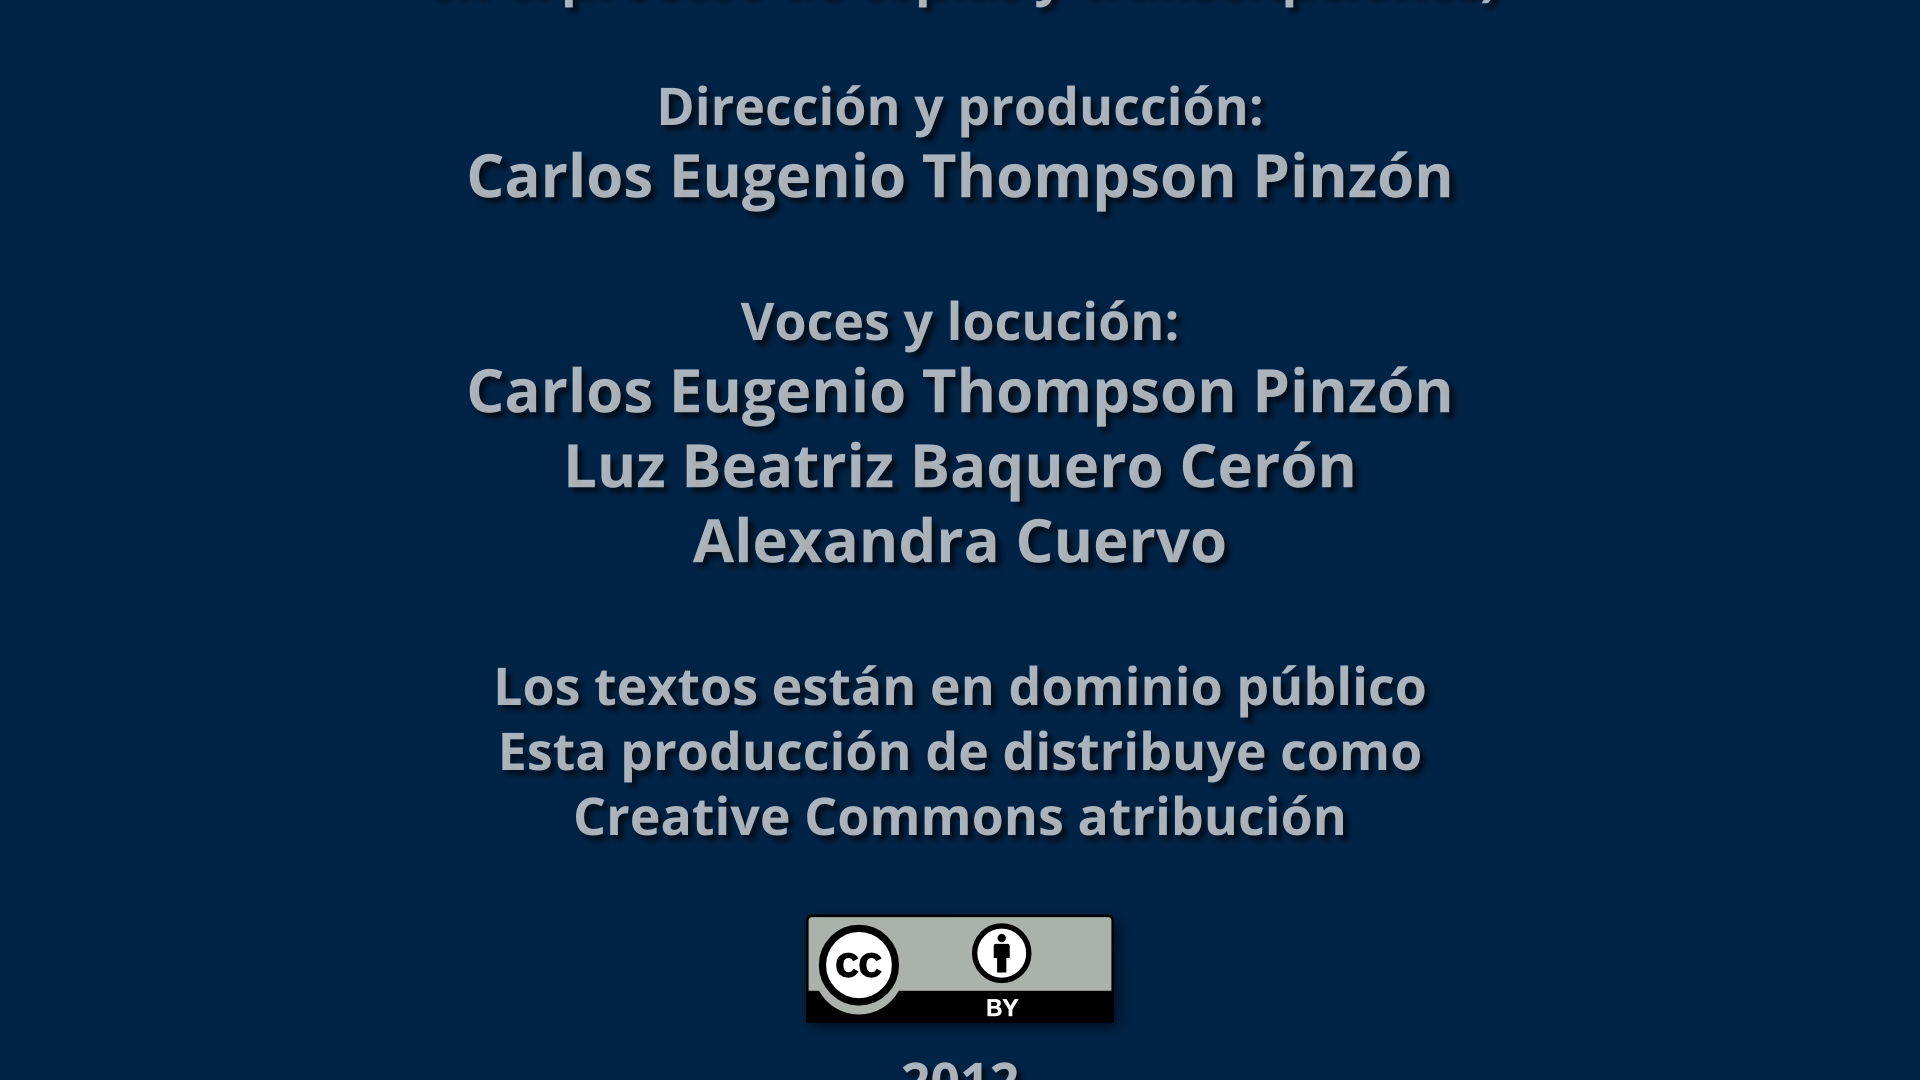 Dirección y producción:
Carlos Eugenio Thompson Pinzón
Voces y locución:
Carlos Eugenio Thompson Pinzón
Luz Beatriz Baquero Cerón
Alexandra Cuervo
Los textos están en dominio público
Esta producción de distribuye como
Creative Commons atribución
cc
BY
2012